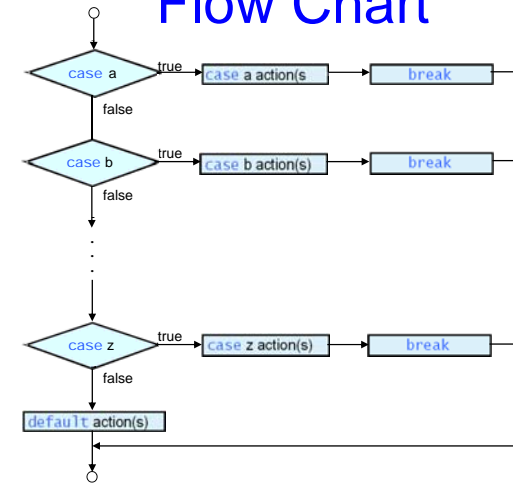 Flow Chart
case a
true
case a action(s
break
false
case b
true
case b action(s)
break
false
.
.
.
case z
true
case z action(s)
break
false
default action(s)